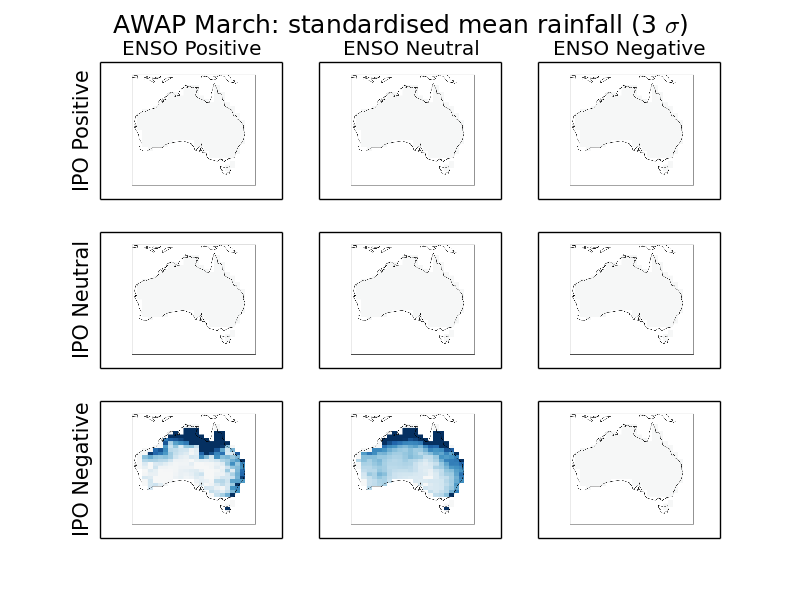 AWAP March: standardised mean rainfall (3 σ)
ENSO Positive
ENSO Neutral
ENSO Negative
IPO Positive
IPO Neutral
IPO Negative